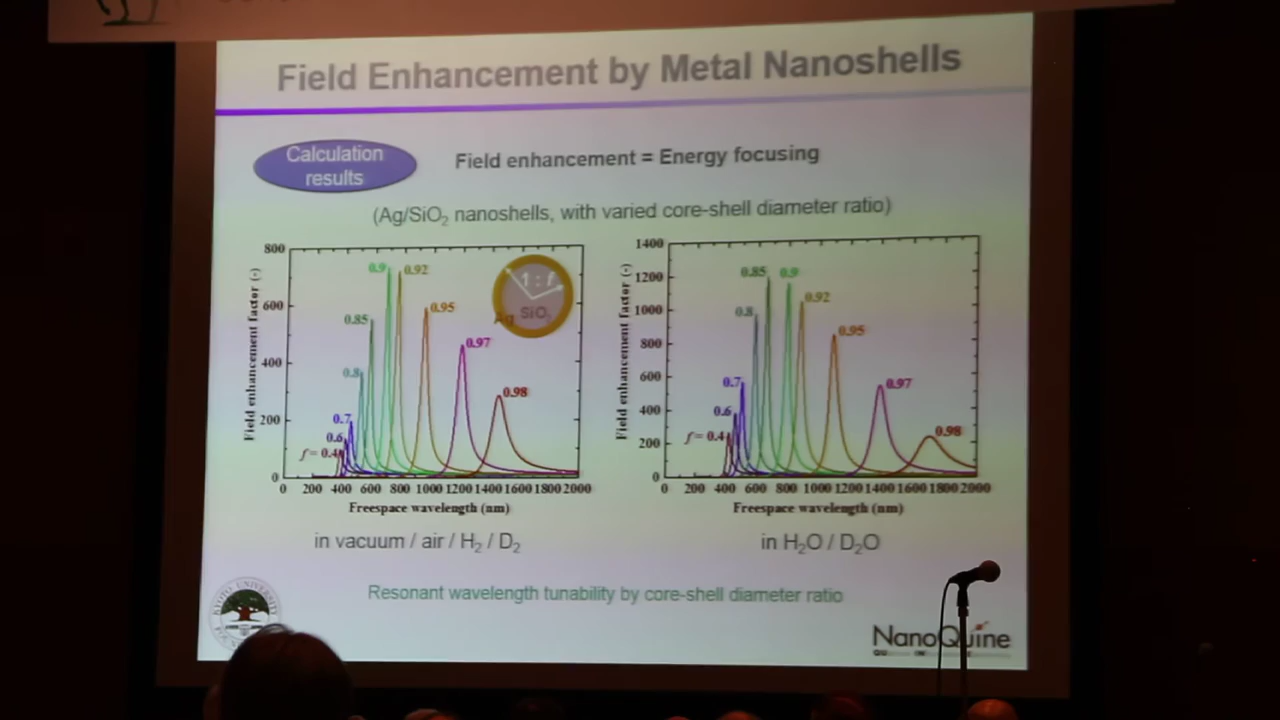 Field Enhancement by Metal Nanoshells
Calculation
results
Field enhancement = Energy focusing
(Ag/SiO₂ nanoshells, with varied core-shell diameter ratio)
Field enhancement factor (-)
800
600
400
200
0
f = 0.4
0.6
0.7
0.8
0.85
0.9
0.92
0.95
0.97
0.98
1 : f
Ag
SiO₂
0 200 400 600 800 1000 1200 1400 1600 1800 2000
Freespace wavelength (nm)
in vacuum / air / H₂ / D₂
Field enhancement factor (-)
1400
1200
1000
800
600
400
200
0
f = 0.4
0.6
0.7
0.8
0.85
0.9
0.92
0.95
0.97
0.98
0 200 400 600 800 1000 1200 1400 1600 1800 2000
Freespace wavelength (nm)
in H₂O / D₂O
Resonant wavelength tunability by core-shell diameter ratio
KYOTO UNIVERSITY
NanoQuine